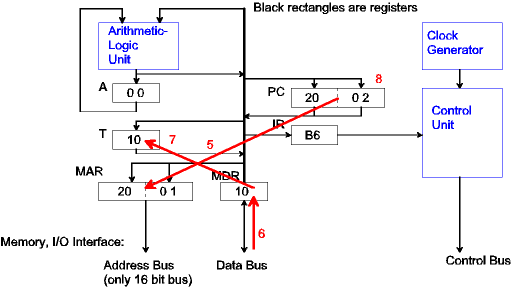 Black rectangles are registers
Arithmetic-
Logic
Unit
Clock
Generator
A
0 0
8
PC
20 0 2
Control
Unit
IR
B6
T
10
7
5
MAR
20 0 1
MDR
10
6
Memory, I/O Interface:
Address Bus
(only 16 bit bus)
Data Bus
Control Bus